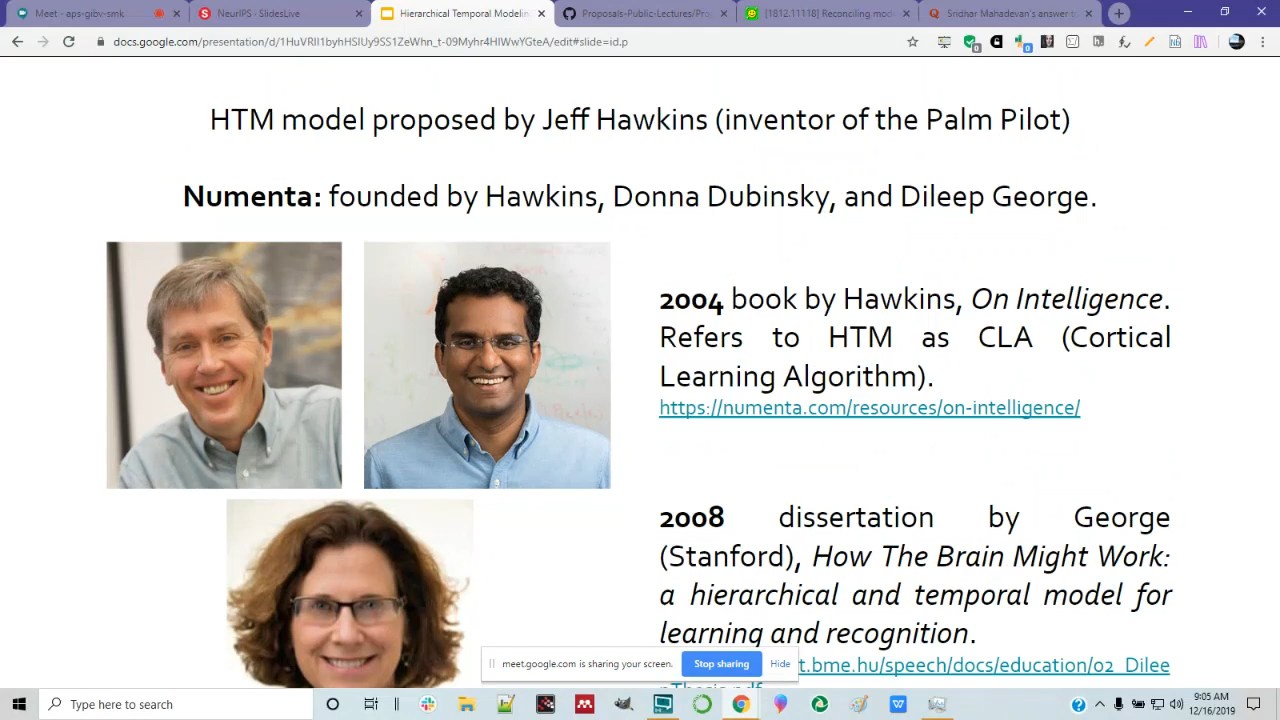 Meet - aps-gibv-smk
NeurIPS · SlidesLive
Hierarchical Temporal Modelin
Proposals-Public-Lectures/Prop
[1812.11118] Reconciling mode
Sridhar Mahadevan's answer t
docs.google.com/presentation/d/1HuVRIl1byhHSIUy9SS1ZeWhn_t-09Myhr4HIWwYGteA/edit#slide=id.p
HTM model proposed by Jeff Hawkins (inventor of the Palm Pilot)
Numenta: founded by Hawkins, Donna Dubinsky, and Dileep George.
2004 book by Hawkins, On Intelligence.
Refers to HTM as CLA (Cortical
Learning Algorithm).
https://numenta.com/resources/on-intelligence/
2008 dissertation by George
(Stanford), How The Brain Might Work:
a hierarchical and temporal model for
learning and recognition.
t.bme.hu/speech/docs/education/02_Dilee
meet.google.com is sharing your screen.
Stop sharing
Hide
Type here to search
9:05 AM
12/16/2019